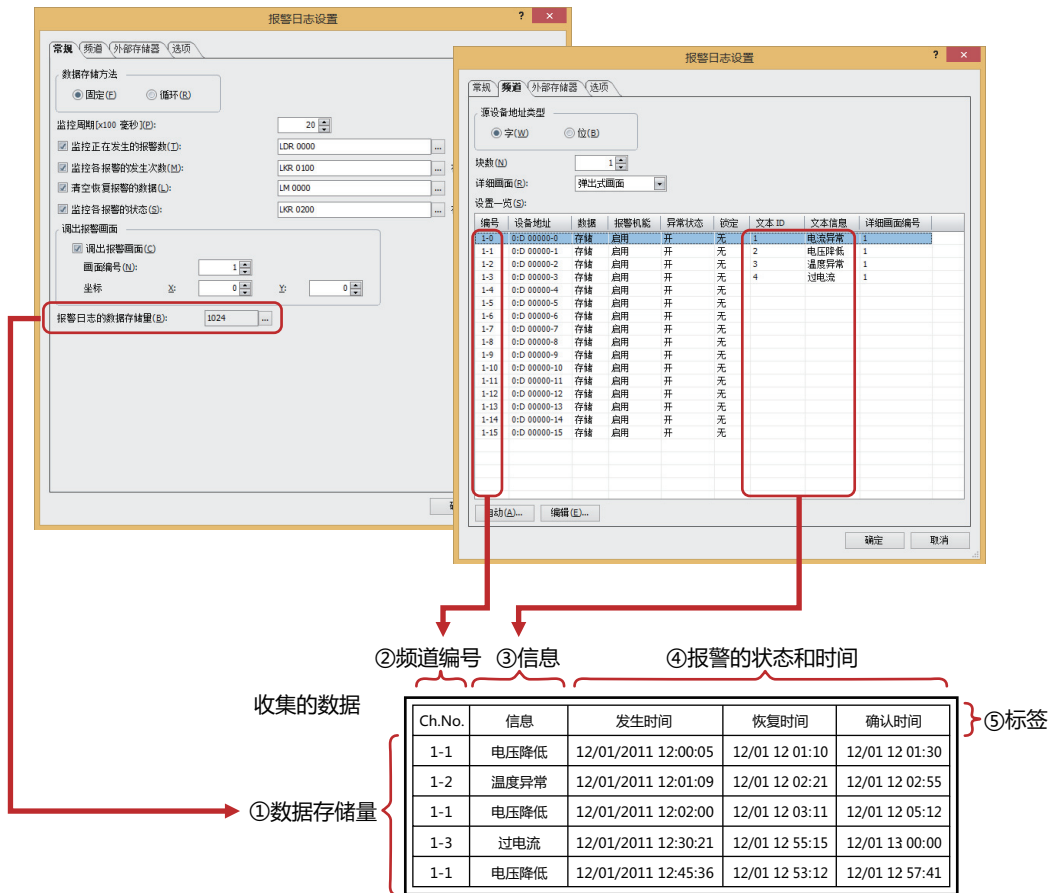 报警日志设置
? ×
常规 频道 外部存储器 选项
数据存储方法
固定(F) 循环(R)
监控周期[x100 毫秒](P): 20
监控正在发生的报警数(T): LDR 0000 ...
监控各报警的发生次数(M): LKR 0100 ...
清空恢复报警的数据(L): LM 0000 ...
监控各报警的状态(S): LKR 0200 ...
调出报警画面
调出报警画面(C)
画面编号(N): 1
坐标 X: 0 Y: 0
报警日志的数据存储量(B): 1024 ...
报警日志设置
? ×
常规 频道 外部存储器 选项
源设备地址类型
字(W) 位(B)
块数(N) 1
详细画面(R): 弹出式画面
设置一览(S):
编号 设备地址 数据 报警机能 异常状态 锁定 文本 ID 文本信息 详细画面编号
1-0 0:D 00000-0 存储 启用 开 无 1 电流异常 1
1-1 0:D 00000-1 存储 启用 开 无 2 电压降低 1
1-2 0:D 00000-2 存储 启用 开 无 3 温度异常 1
1-3 0:D 00000-3 存储 启用 开 无 4 过电流 1
1-4 0:D 00000-4 存储 启用 开 无
1-5 0:D 00000-5 存储 启用 开 无
1-6 0:D 00000-6 存储 启用 开 无
1-7 0:D 00000-7 存储 启用 开 无
1-8 0:D 00000-8 存储 启用 开 无
1-9 0:D 00000-9 存储 启用 开 无
1-10 0:D 00000-10 存储 启用 开 无
1-11 0:D 00000-11 存储 启用 开 无
1-12 0:D 00000-12 存储 启用 开 无
1-13 0:D 00000-13 存储 启用 开 无
1-14 0:D 00000-14 存储 启用 开 无
1-15 0:D 00000-15 存储 启用 开 无
自动(A)... 编辑(E)...
确定 取消
②频道编号 ③信息 ④报警的状态和时间
收集的数据
⑤标签
Ch.No. 信息 发生时间 恢复时间 确认时间
1-1 电压降低 12/01/2011 12:00:05 12/01 12 01:10 12/01 12 01:30
1-2 温度异常 12/01/2011 12:01:09 12/01 12 02:21 12/01 12 02:55
1-1 电压降低 12/01/2011 12:02:00 12/01 12 03:11 12/01 12 05:12
1-3 过电流 12/01/2011 12:30:21 12/01 12 55:15 12/01 13 00:00
1-1 电压降低 12/01/2011 12:45:36 12/01 12 53:12 12/01 12 57:41
①数据存储量